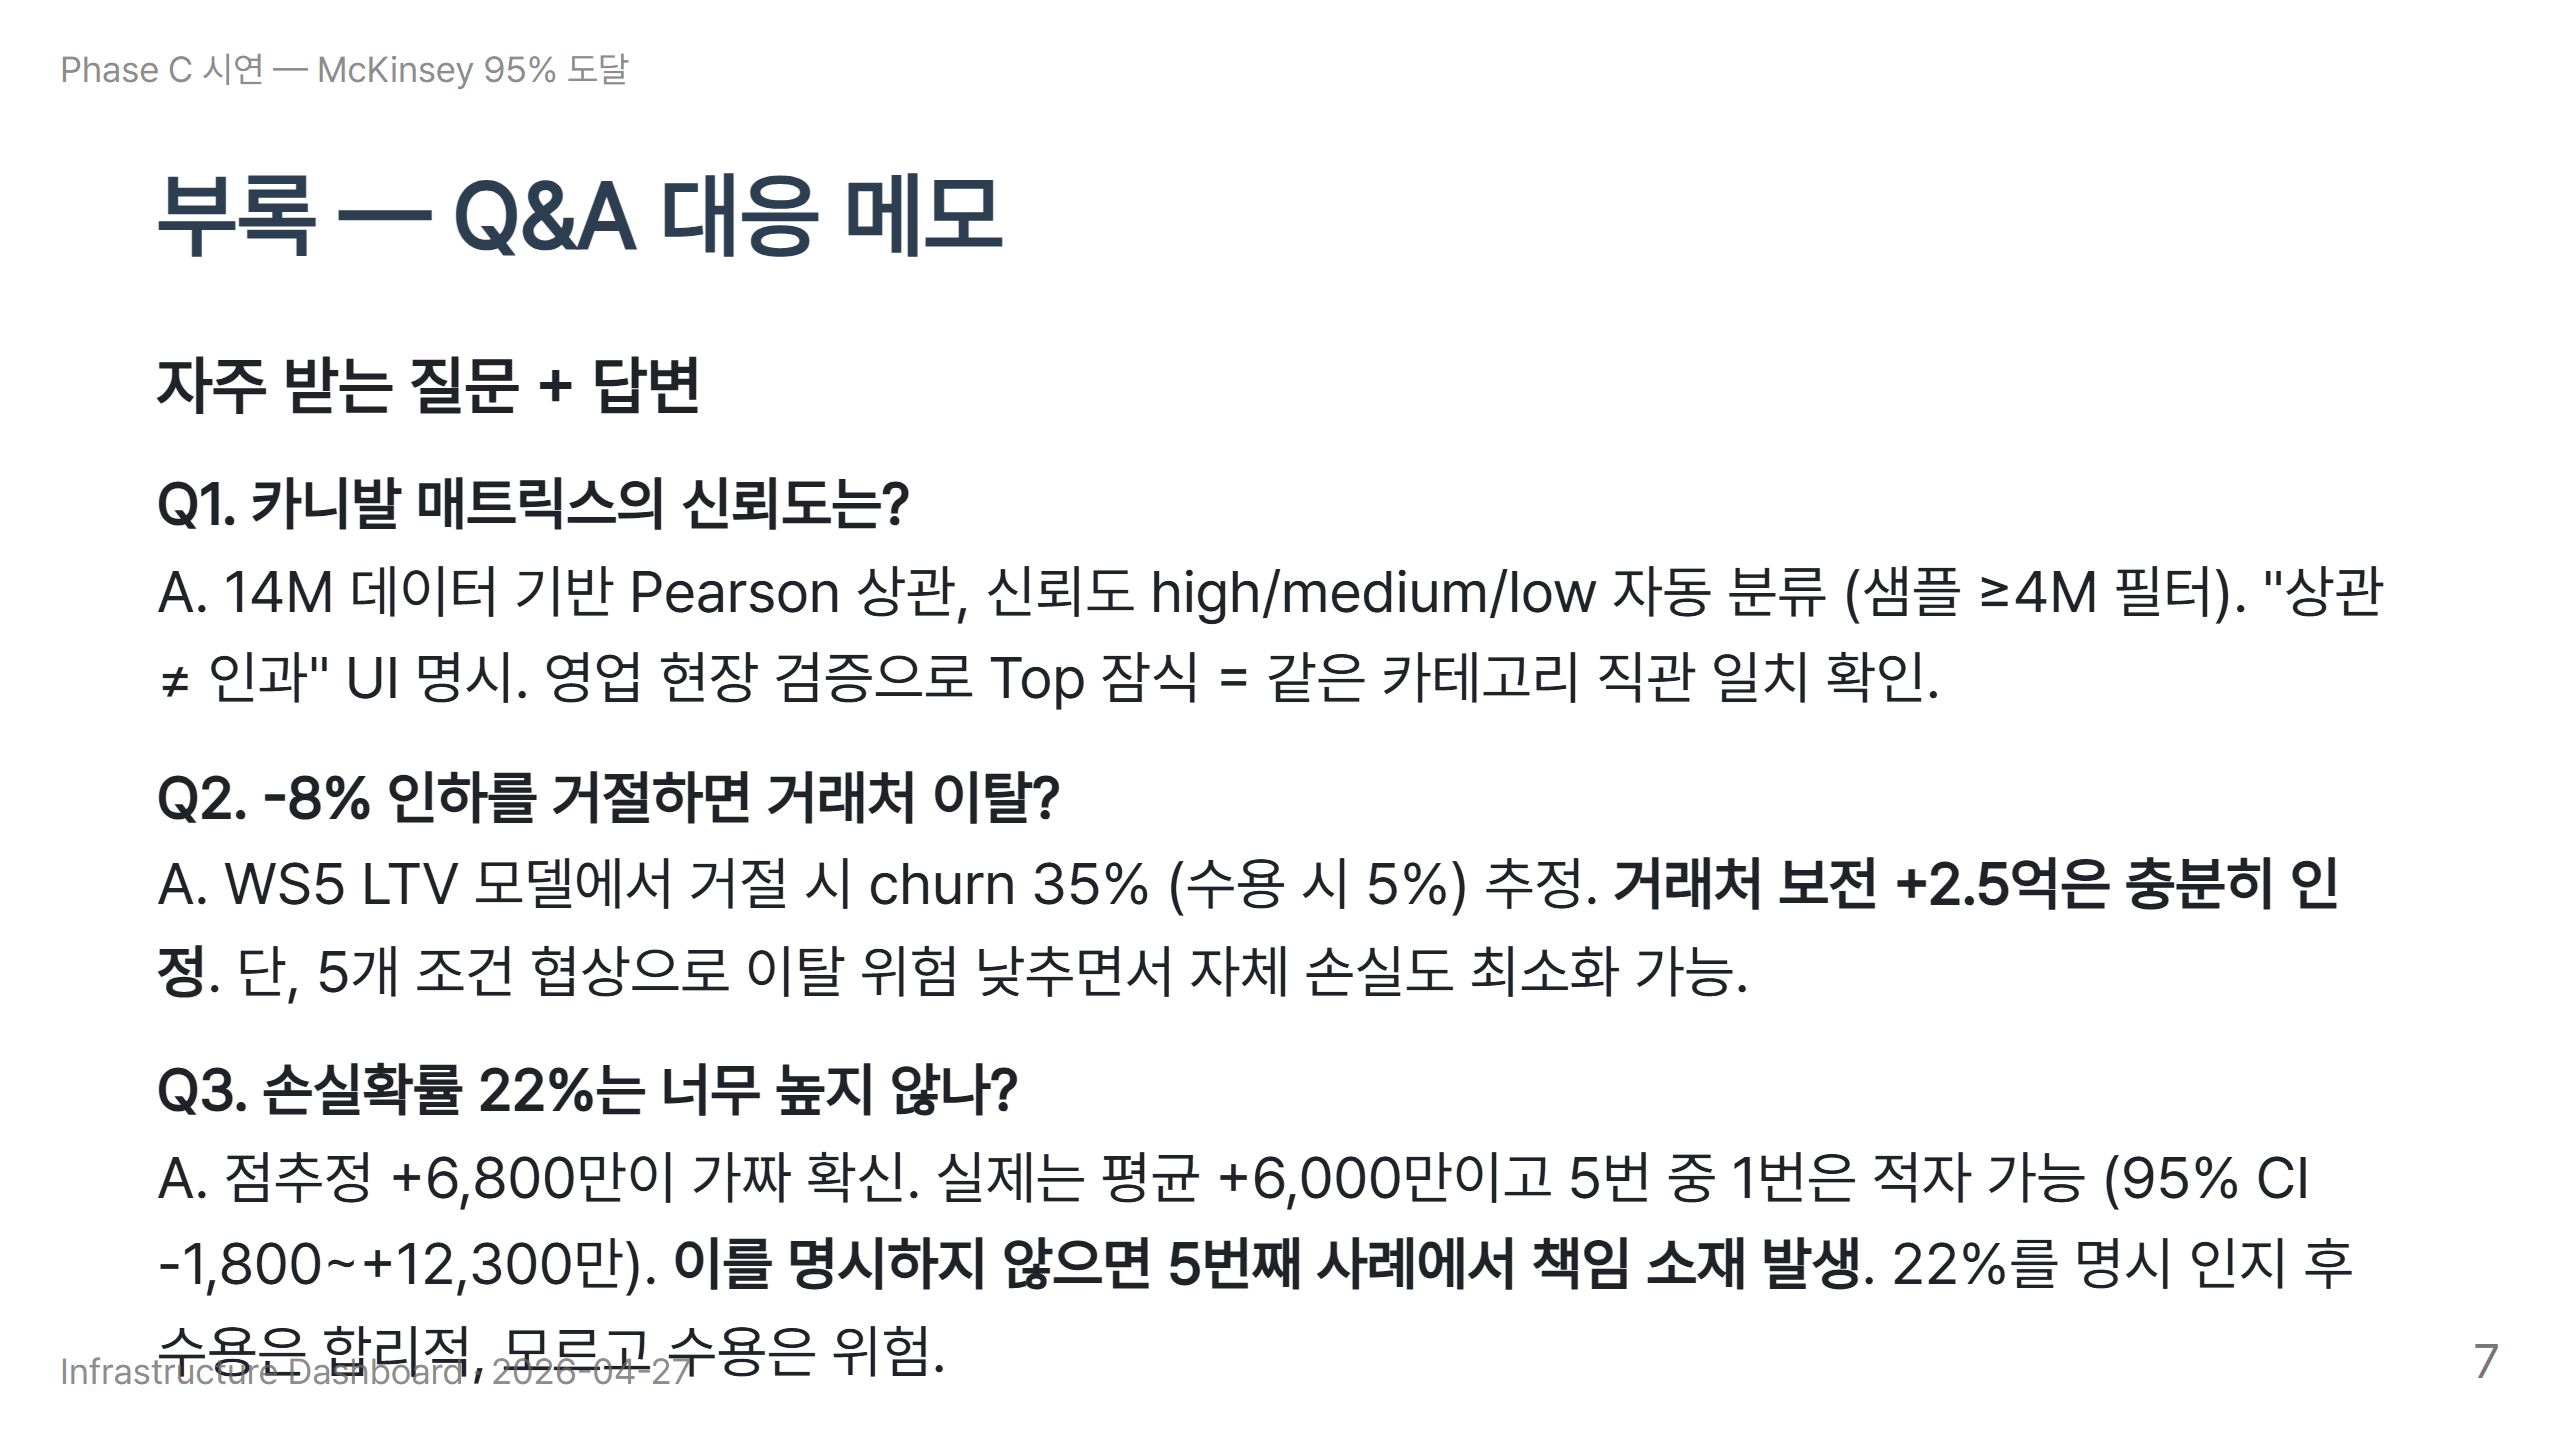 Phase C 시연 — McKinsey 95% 도달
부록 — Q&A 대응 메모
자주 받는 질문 + 답변
Q1. 카니발 매트릭스의 신뢰도는?
A. 14M 데이터 기반 Pearson 상관, 신뢰도 high/medium/low 자동 분류 (샘플 ≥4M 필터). "상관
≠ 인과" UI 명시. 영업 현장 검증으로 Top 잠식 = 같은 카테고리 직관 일치 확인.
Q2. -8% 인하를 거절하면 거래처 이탈?
A. WS5 LTV 모델에서 거절 시 churn 35% (수용 시 5%) 추정. 거래처 보전 +2.5억은 충분히 인
정. 단, 5개 조건 협상으로 이탈 위험 낮추면서 자체 손실도 최소화 가능.
Q3. 손실확률 22%는 너무 높지 않나?
A. 점추정 +6,800만이 가짜 확신. 실제는 평균 +6,000만이고 5번 중 1번은 적자 가능 (95% CI
-1,800~+12,300만). 이를 명시하지 않으면 5번째 사례에서 책임 소재 발생. 22%를 명시 인지 후
수용은 합리적, 모르고 수용은 위험.
Infrastructure Dashboard · 2026-04-27
7